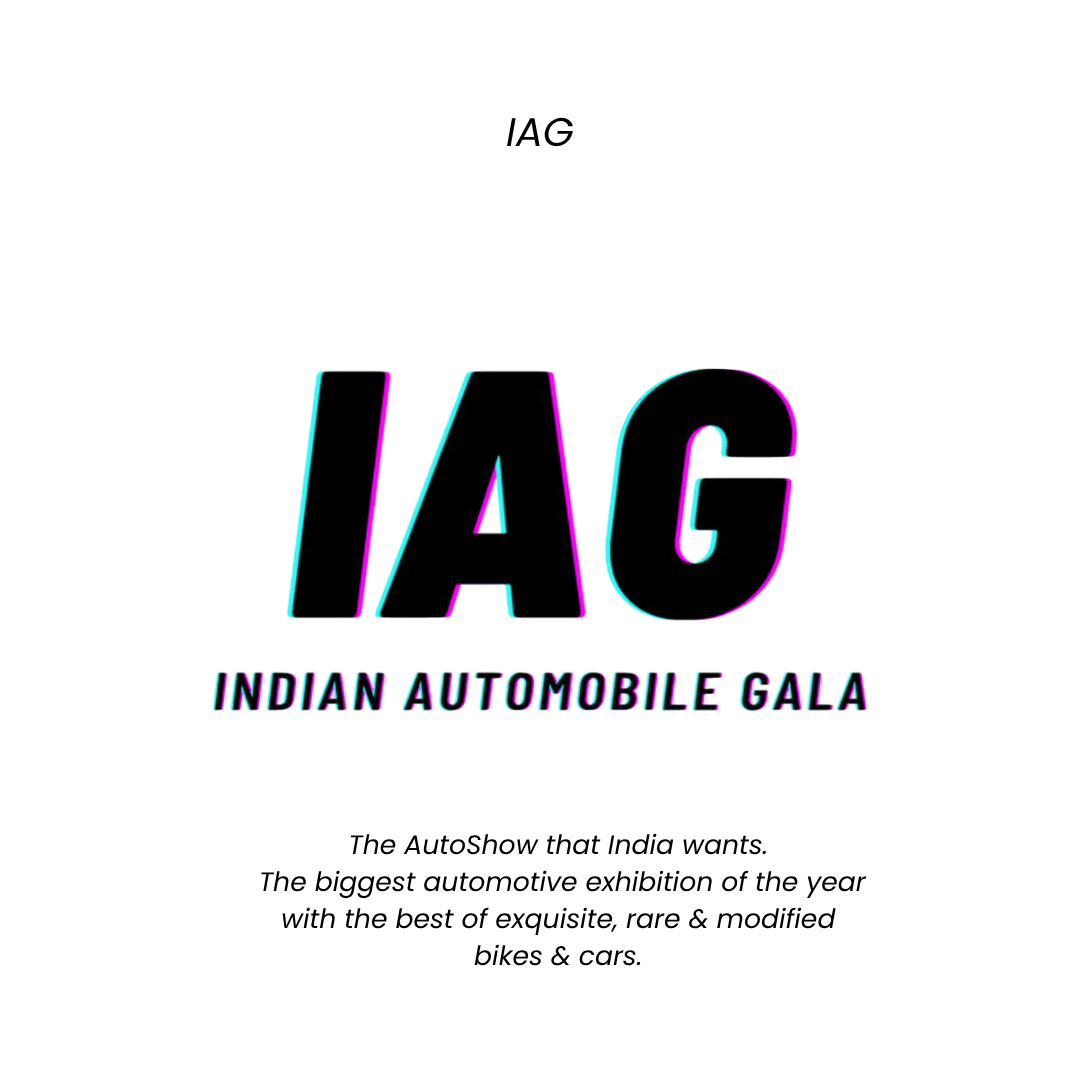 IAG
IAG
INDIAN AUTOMOBILE GALA
The AutoShow that India wants.
The biggest automotive exhibition of the year
with the best of exquisite, rare & modified
bikes & cars.